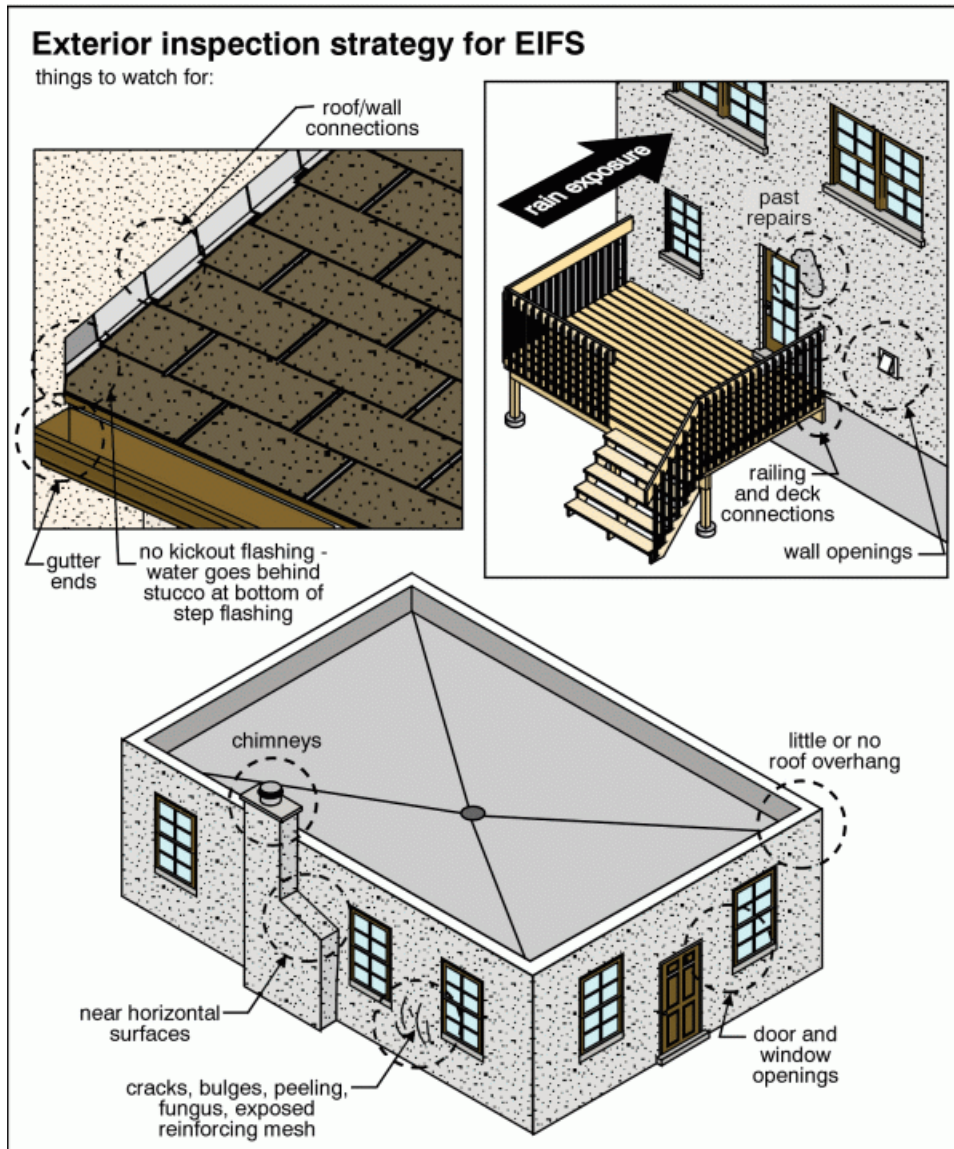 Exterior inspection strategy for EIFS
things to watch for:
roof/wall
connections
gutter
ends
no kickout flashing -
water goes behind
stucco at bottom of
step flashing
rain exposure
past
repairs
railing
and deck
connections
wall openings
chimneys
little or no
roof overhang
near horizontal
surfaces
cracks, bulges, peeling,
fungus, exposed
reinforcing mesh
door and
window
openings